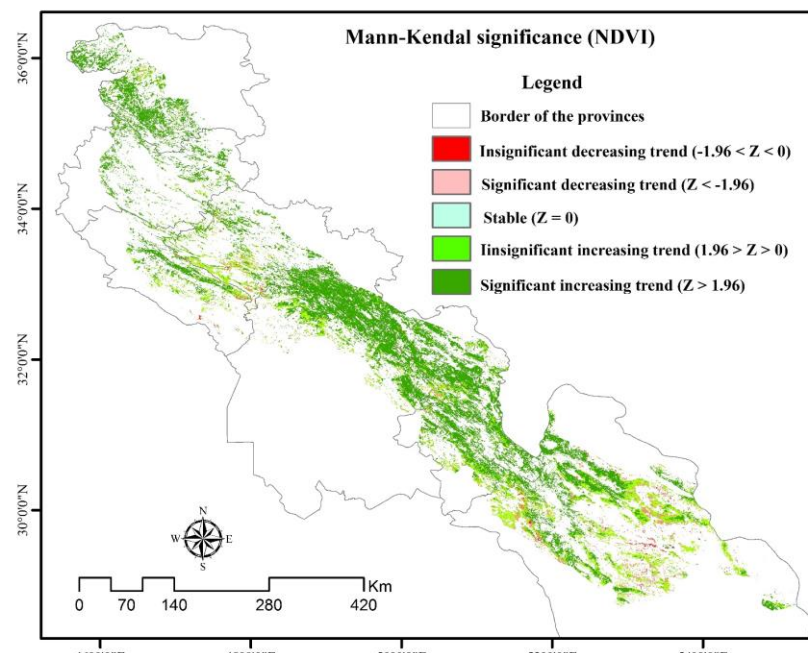 Mann-Kendal significance (NDVI)
Legend
Border of the provinces
Insignificant decreasing trend (-1.96 < Z < 0)
Significant decreasing trend (Z < -1.96)
Stable (Z = 0)
Iinsignificant increasing trend (1.96 > Z > 0)
Significant increasing trend (Z > 1.96)
36°0'0"N
34°0'0"N
32°0'0"N
30°0'0"N
N
W E
S
Km
0 70 140 280 420